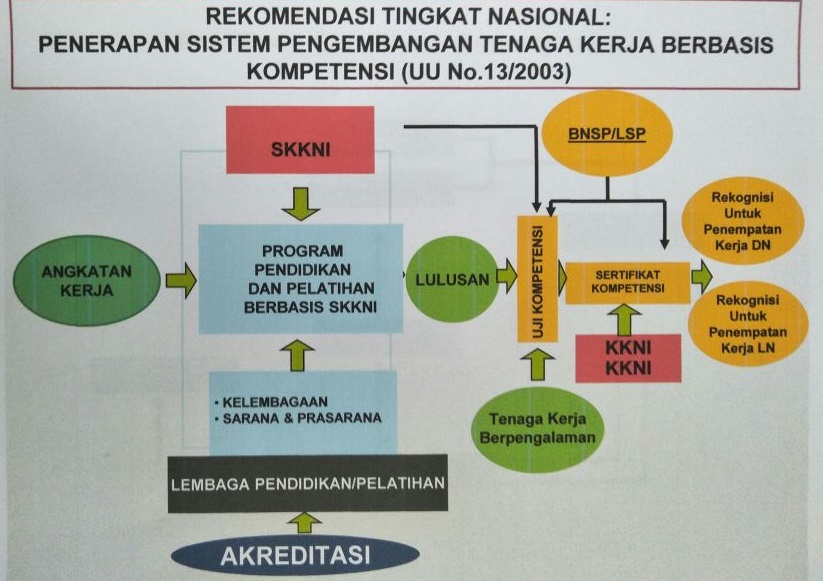 REKOMENDASI TINGKAT NASIONAL:
PENERAPAN SISTEM PENGEMBANGAN TENAGA KERJA BERBASIS
KOMPETENSI (UU No.13/2003)
SKKNI
BNSP/LSP
ANGKATAN
KERJA
PROGRAM
PENDIDIKAN
DAN PELATIHAN
BERBASIS SKKNI
LULUSAN
UJI KOMPETENSI
SERTIFIKAT
KOMPETENSI
Rekognisi
Untuk
Penempatan
Kerja DN
Rekognisi
Untuk
Penempatan
Kerja LN
KKNI
KKNI
• KELEMBAGAAN
• SARANA & PRASARANA
Tenaga Kerja
Berpengalaman
LEMBAGA PENDIDIKAN/PELATIHAN
AKREDITASI